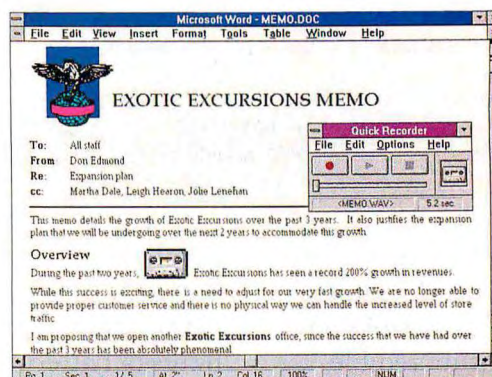 Microsoft Word - MEMO.DOC
File Edit View Insert Format Tools Table Window Help
EXOTIC EXCURSIONS MEMO
To: All staff
From Don Edmond
Re: Expansion plan
cc: Martha Dale, Leigh Hearon, John Lenehan
Quick Recorder
File Edit Options Help
<MEMO.WAV> 5.2 sec
This memo details the growth of Exotic Excursions over the past 3 years. It also justifies the expansion
plan that we will be undergoing over the next 2 years to accommodate this growth
Overview
During the past two years, Exotic Excursions has seen a record 200% growth in revenues.
While this success is exciting, there is a need to adjust for our very fast growth. We are no longer able to
provide proper customer service and there is no physical way we can handle the increased level of store
traffic
I am proposing that we open another Exotic Excursions office, since the success that we have had over
the past 3 years has been absolutely phenomenal.
Pg 1 Sec 1 1/5 At 2" Ln 2 Col 16 100% NUM